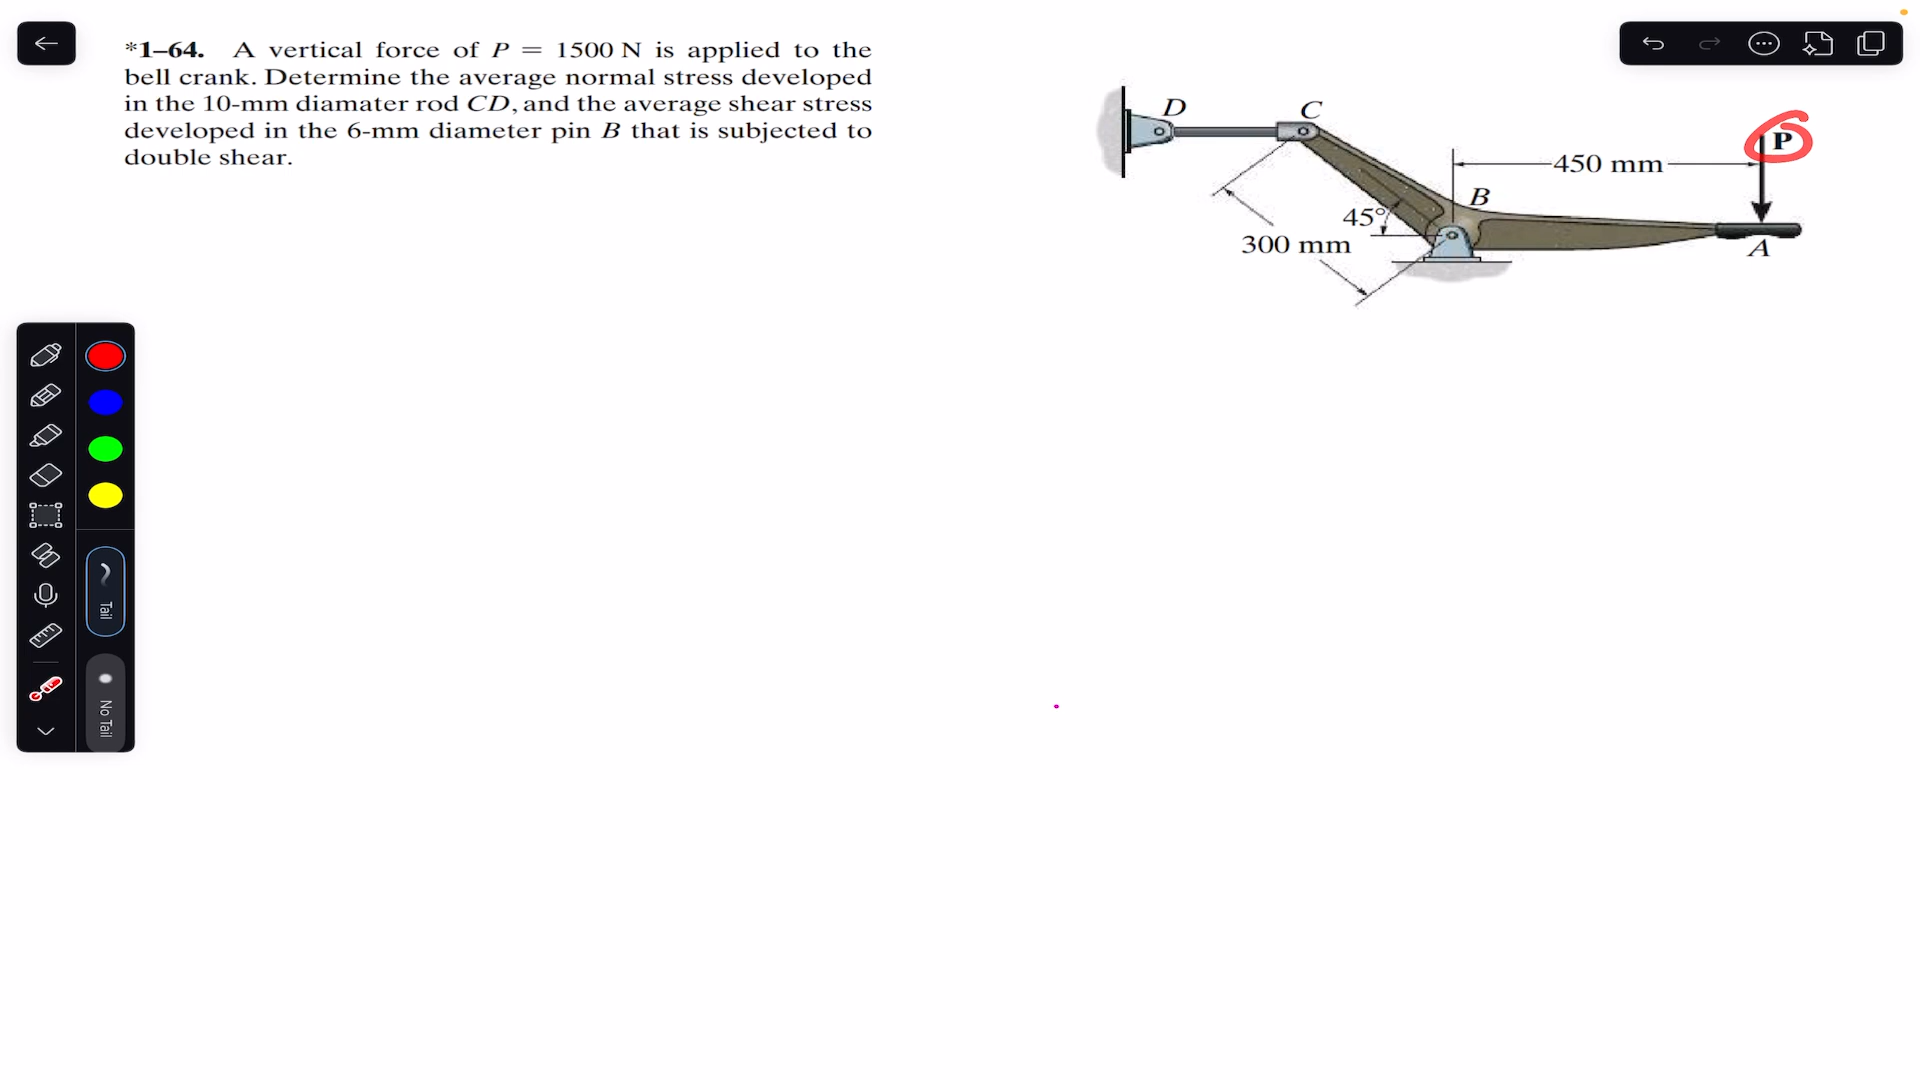 *1–64. A vertical force of P = 1500 N is applied to the
bell crank. Determine the average normal stress developed
in the 10-mm diamater rod CD, and the average shear stress
developed in the 6-mm diameter pin B that is subjected to
double shear.
D
C
P
450 mm
B
45°
300 mm
A
Tail
No Tail